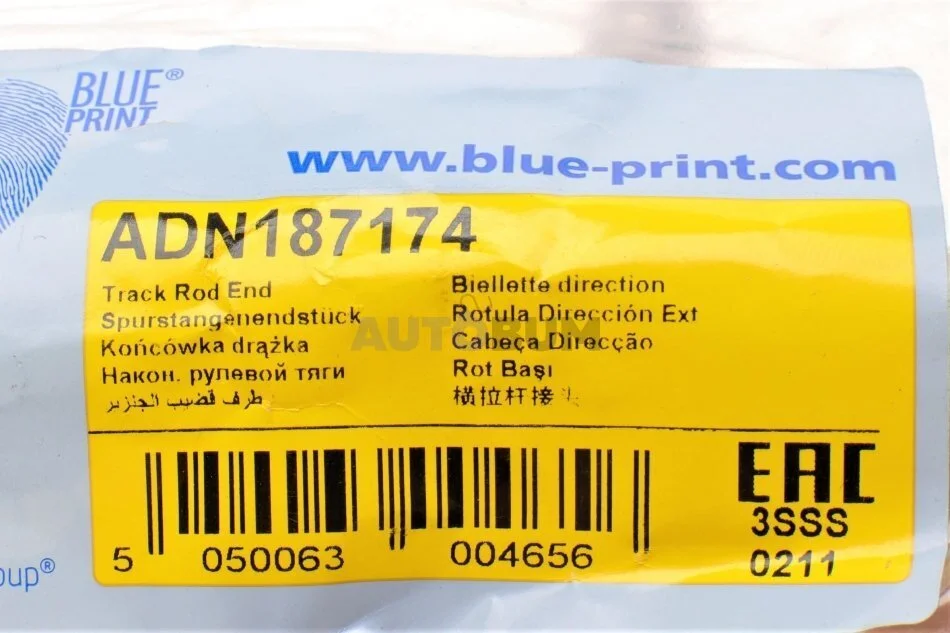 BLUE®
PRINT
www.blue-print.com
ADN187174
Track Rod End
Spurstangenendstück
Końcówka drążka
Након. рулевой тяги
طرف قضيب الجنزير
Biellette direction
Rotula Dirección Ext
Cabeça Direcção
Rot Başı
横拉杆接头
AUTOBUM
EAC
3SSS
0211
5 050063 004656
oup®